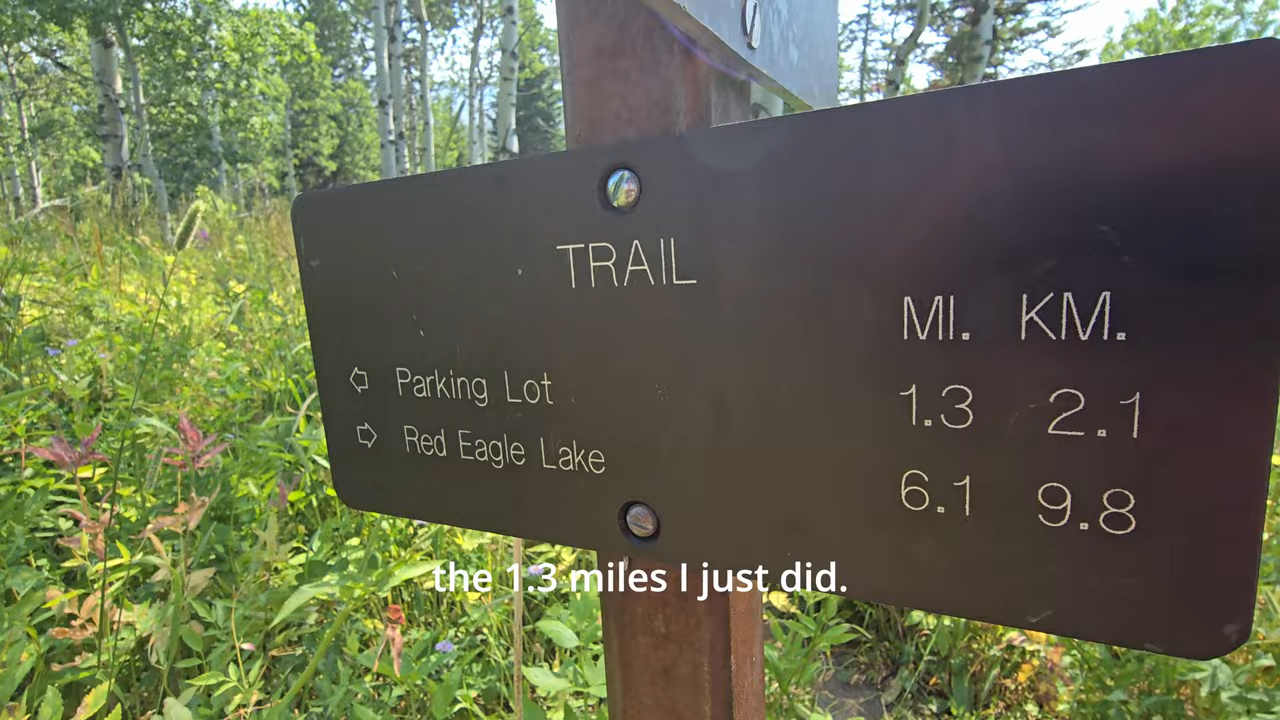 TRAIL
MI. KM.
Parking Lot 1.3 2.1
Red Eagle Lake 6.1 9.8
the 1.3 miles I just did.